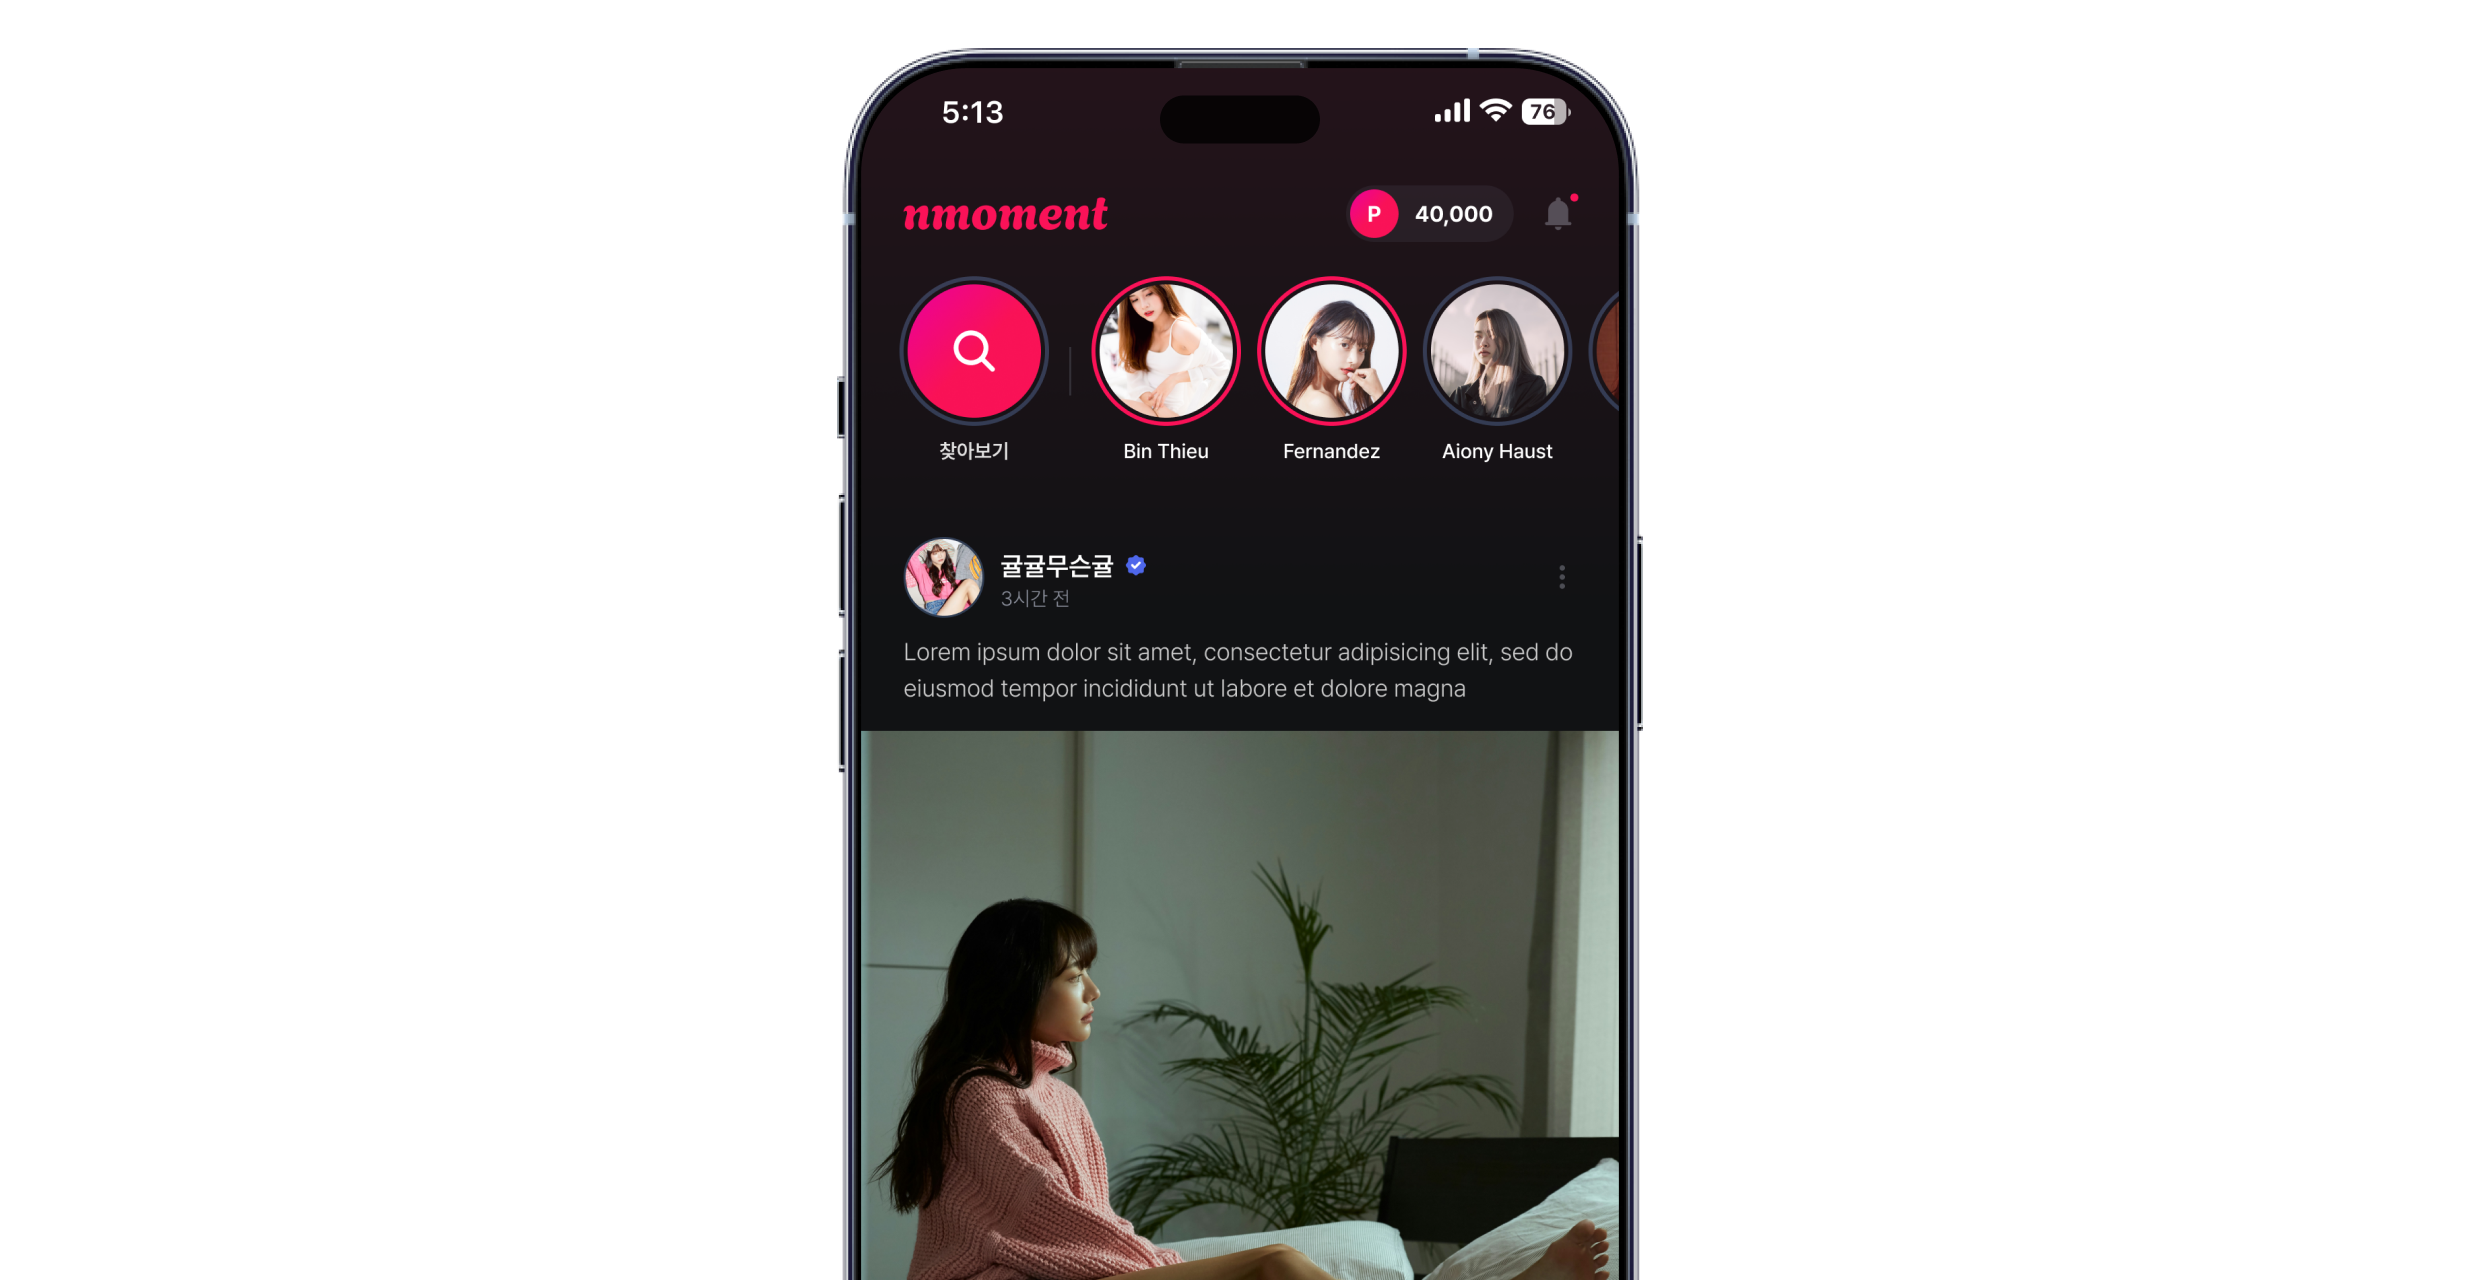 5:13
76
nmoment
P 40,000
찾아보기
Bin Thieu
Fernandez
Aiony Haust
귤귤무슨귤
3시간 전
Lorem ipsum dolor sit amet, consectetur adipisicing elit, sed do
eiusmod tempor incididunt ut labore et dolore magna